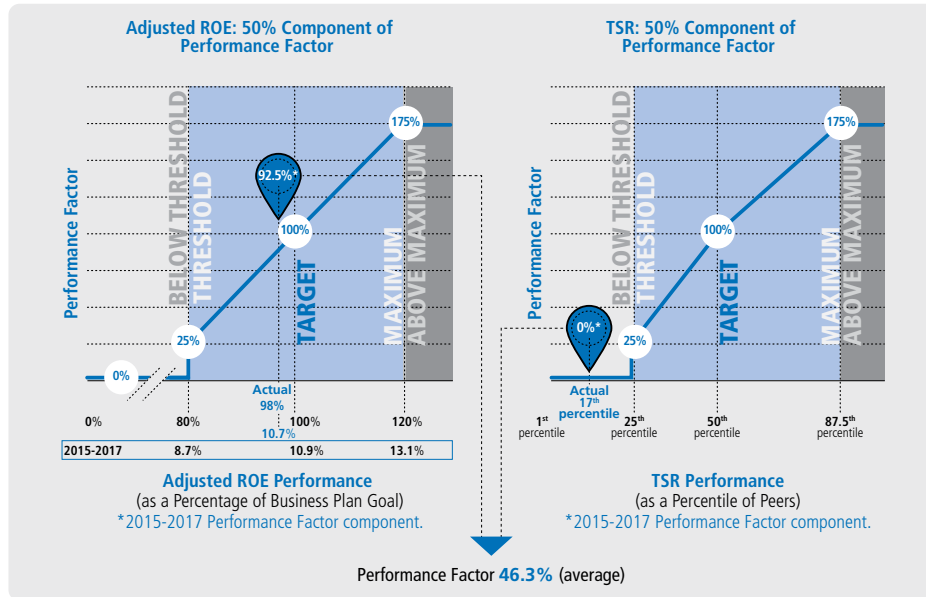 Adjusted ROE: 50% Component of
Performance Factor
Performance Factor
BELOW THRESHOLD
THRESHOLD
TARGET
MAXIMUM
ABOVE MAXIMUM
175%
92.5%*
100%
25%
0%
Actual
98%
10.7%
0%
80%
100%
120%
2015-2017 8.7% 10.9% 13.1%
Adjusted ROE Performance
(as a Percentage of Business Plan Goal)
*2015-2017 Performance Factor component.
TSR: 50% Component of
Performance Factor
Performance Factor
BELOW THRESHOLD
THRESHOLD
TARGET
MAXIMUM
ABOVE MAXIMUM
175%
100%
0%*
25%
Actual
17th
percentile
1st
percentile
25th
percentile
50th
percentile
87.5th
percentile
TSR Performance
(as a Percentile of Peers)
*2015-2017 Performance Factor component.
Performance Factor 46.3% (average)